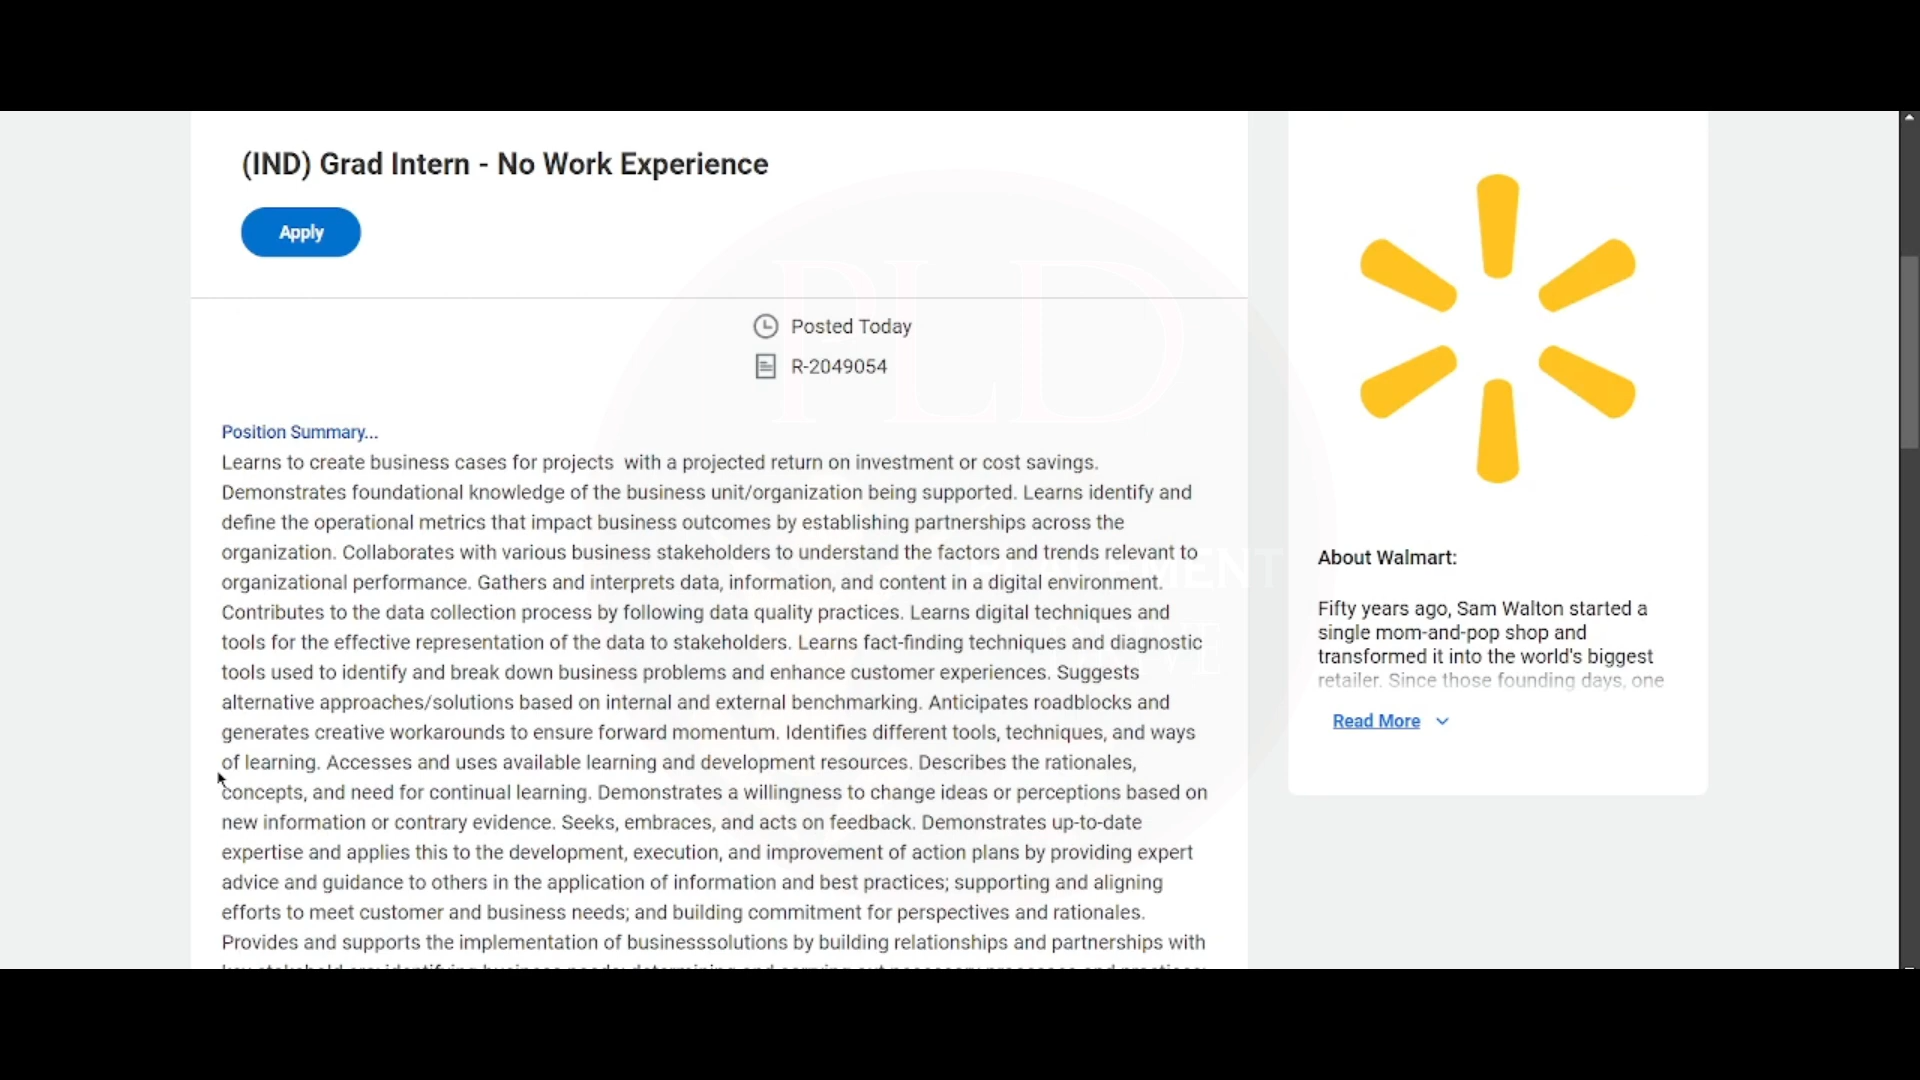 (IND) Grad Intern - No Work Experience
Apply
Posted Today
R-2049054
Position Summary...
Learns to create business cases for projects  with a projected return on investment or cost savings.
Demonstrates foundational knowledge of the business unit/organization being supported. Learns identify and
define the operational metrics that impact business outcomes by establishing partnerships across the
organization. Collaborates with various business stakeholders to understand the factors and trends relevant to
organizational performance. Gathers and interprets data, information, and content in a digital environment.
Contributes to the data collection process by following data quality practices. Learns digital techniques and
tools for the effective representation of the data to stakeholders. Learns fact-finding techniques and diagnostic
tools used to identify and break down business problems and enhance customer experiences. Suggests
alternative approaches/solutions based on internal and external benchmarking. Anticipates roadblocks and
generates creative workarounds to ensure forward momentum. Identifies different tools, techniques, and ways
of learning. Accesses and uses available learning and development resources. Describes the rationales,
concepts, and need for continual learning. Demonstrates a willingness to change ideas or perceptions based on
new information or contrary evidence. Seeks, embraces, and acts on feedback. Demonstrates up-to-date
expertise and applies this to the development, execution, and improvement of action plans by providing expert
advice and guidance to others in the application of information and best practices; supporting and aligning
efforts to meet customer and business needs; and building commitment for perspectives and rationales.
Provides and supports the implementation of businesssolutions by building relationships and partnerships with
About Walmart:
Fifty years ago, Sam Walton started a
single mom-and-pop shop and
transformed it into the world's biggest
retailer. Since those founding days, one
Read More
PLD